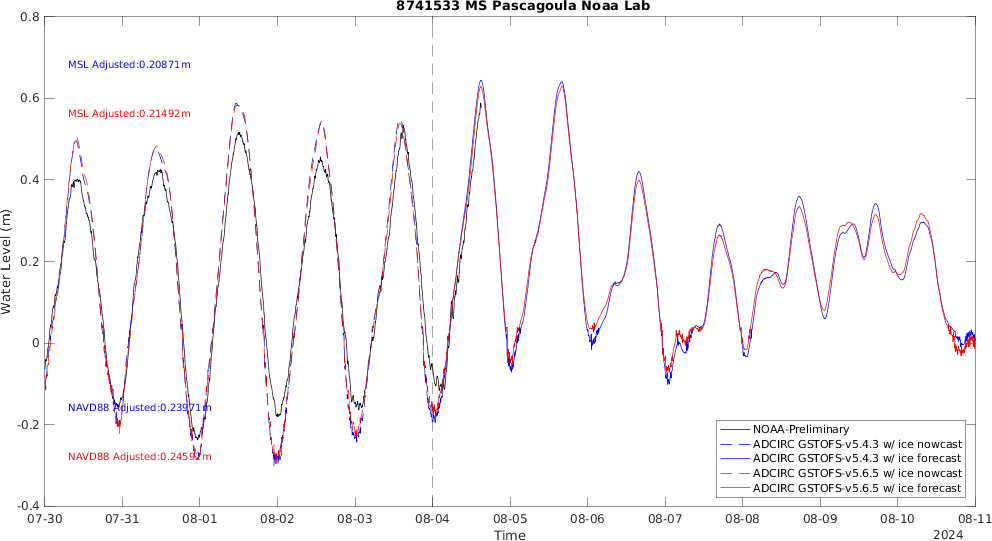 8741533 MS Pascagoula Noaa Lab
0.8
0.6
0.4
0.2
0
-0.2
-0.4
Water Level (m)
MSL Adjusted:0.20871m
MSL Adjusted:0.21492m
NAVD88 Adjusted:0.23971m
NAVD88 Adjusted:0.24592m
NOAA-Preliminary
ADCIRC GSTOFS-v5.4.3 w/ ice nowcast
ADCIRC GSTOFS-v5.4.3 w/ ice forecast
ADCIRC GSTOFS-v5.6.5 w/ ice nowcast
ADCIRC GSTOFS-v5.6.5 w/ ice forecast
07-30 07-31 08-01 08-02 08-03 08-04 08-05 08-06 08-07 08-08 08-09 08-10 08-11
Time
2024